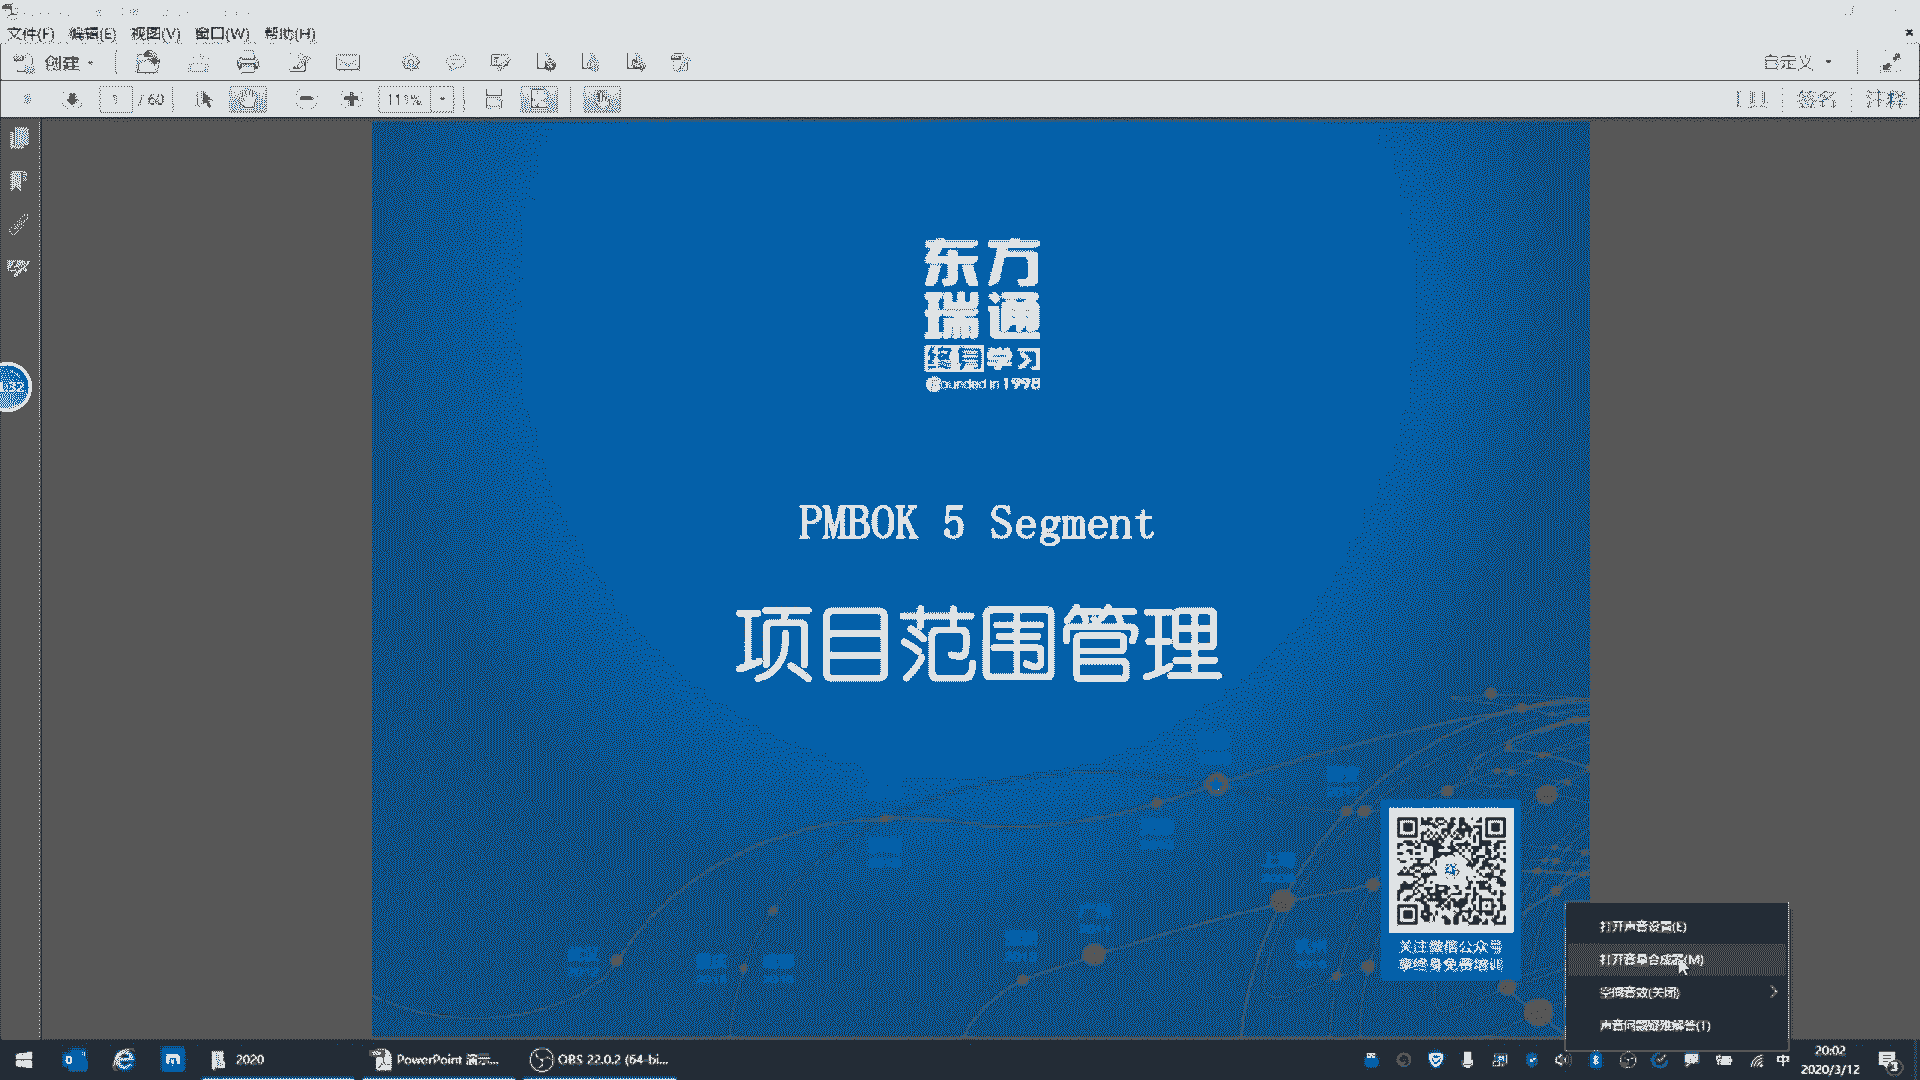 文件(F) 编辑(E) 视图(V) 窗口(W) 帮助(H)
创建
自定义
1 / 60
111%
签名
注释
东方
瑞通
终身学习
Founded in 1998
PMBOK 5 Segment
项目范围管理
关注微信公众号
享终身免费培训
打开声音设置(E)
打开音量合成器(M)
空间音效(关闭)
声音问题疑难解答(T)
2020
PowerPoint 演示...
OBS 22.0.2 (64-bi...
中
20:02
2020/3/12